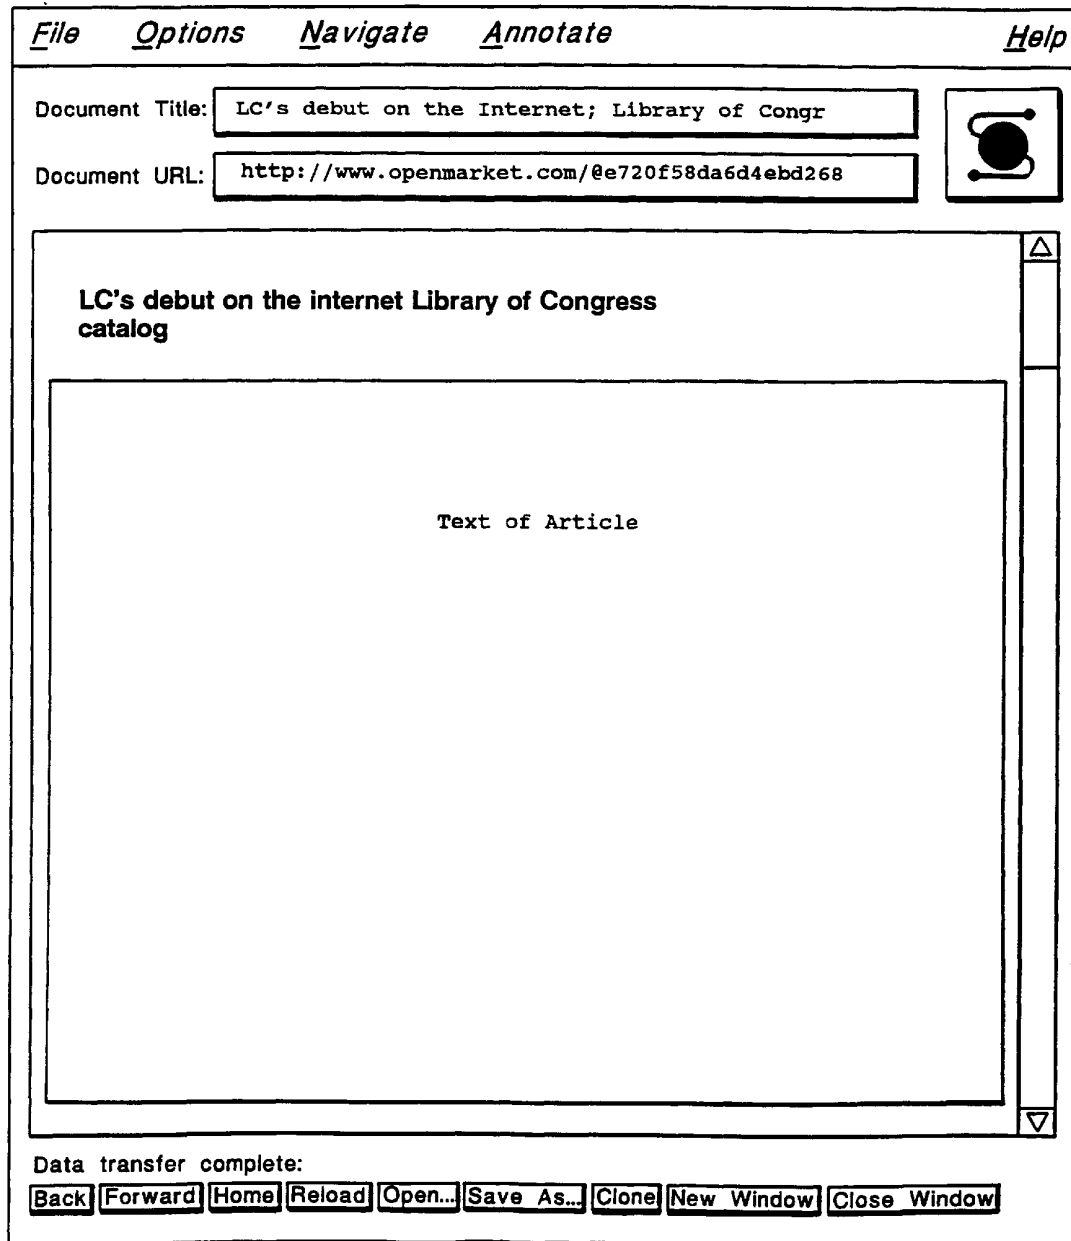 File Options Navigate Annotate Help
Document Title: LC's debut on the Internet; Library of Congr
Document URL: http://www.openmarket.com/@e720f58da6d4ebd268
LC's debut on the internet Library of Congress
catalog
Text of Article
Data transfer complete:
Back Forward Home Reload Open... Save As... Clone New Window Close Window